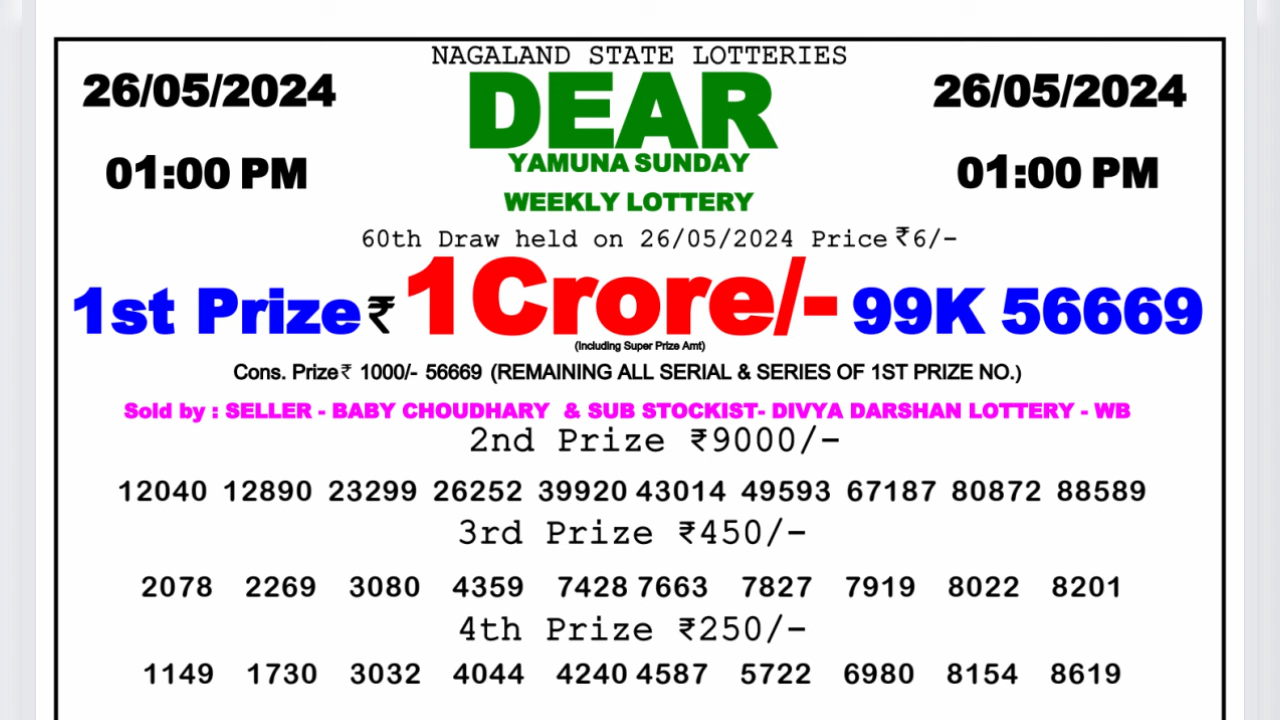 NAGALAND STATE LOTTERIES
26/05/2024 DEAR 26/05/2024
YAMUNA SUNDAY
01:00 PM 01:00 PM
WEEKLY LOTTERY
60th Draw held on 26/05/2024 Price ₹6/-
1st Prize ₹ 1Crore/- 99K 56669
(Including Super Prize Amt)
Cons. Prize ₹ 1000/- 56669 (REMAINING ALL SERIAL & SERIES OF 1ST PRIZE NO.)
Sold by : SELLER - BABY CHOUDHARY & SUB STOCKIST- DIVYA DARSHAN LOTTERY - WB
2nd Prize ₹9000/-
12040 12890 23299 26252 39920 43014 49593 67187 80872 88589
3rd Prize ₹450/-
2078 2269 3080 4359 7428 7663 7827 7919 8022 8201
4th Prize ₹250/-
1149 1730 3032 4044 4240 4587 5722 6980 8154 8619